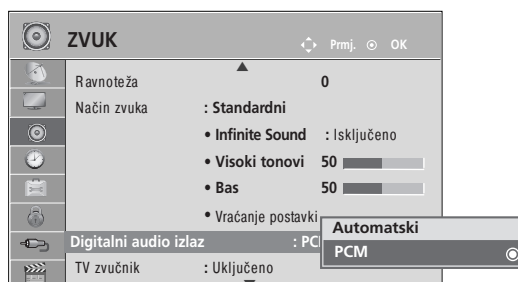 ZVUK Prmj. OK
Ravnoteža 0
Način zvuka : Standardni
• Infinite Sound : Isključeno
• Visoki tonovi 50
• Bas 50
• Vraćanje postavki
Digitalni audio izlaz : PC
Automatski
PCM
TV zvučnik : Uključeno